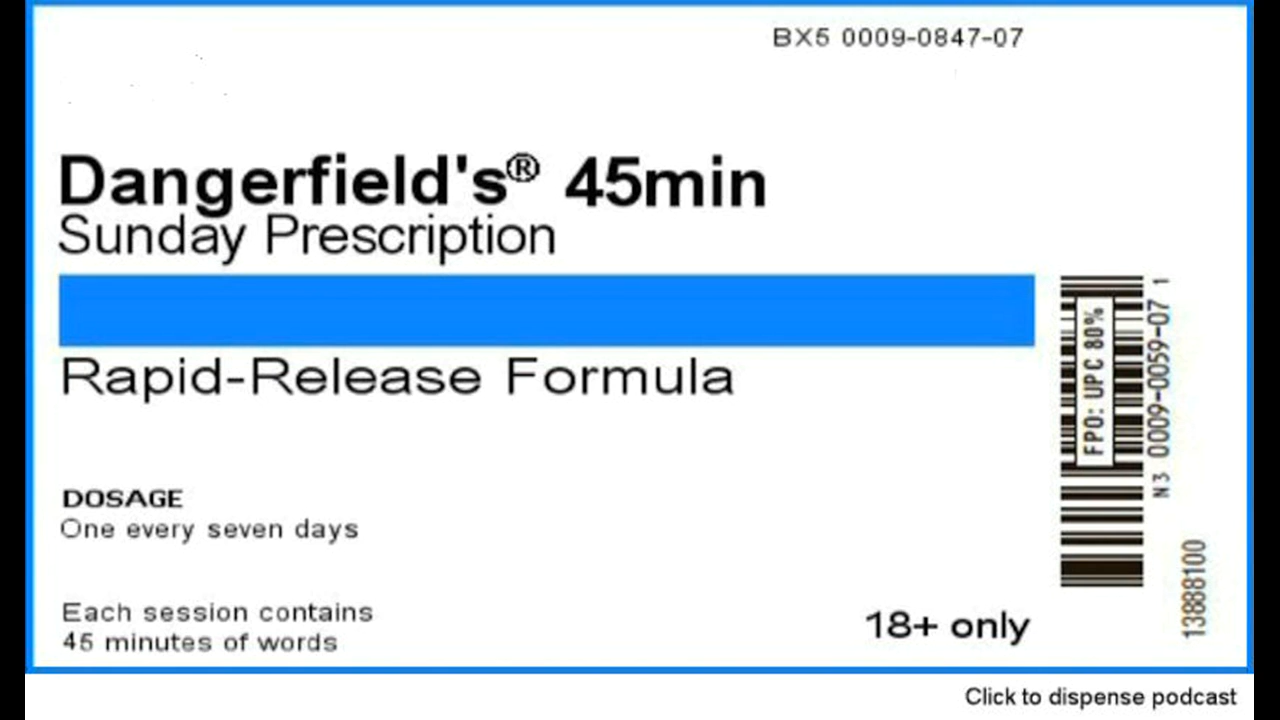 BX5 0009-0847-07
Dangerfield's® 45min
Sunday Prescription
Rapid-Release Formula
FPO: UPC 80%
N3 0009-0059-07 1
DOSAGE
One every seven days
Each session contains
45 minutes of words
18+ only
13888100
Click to dispense podcast